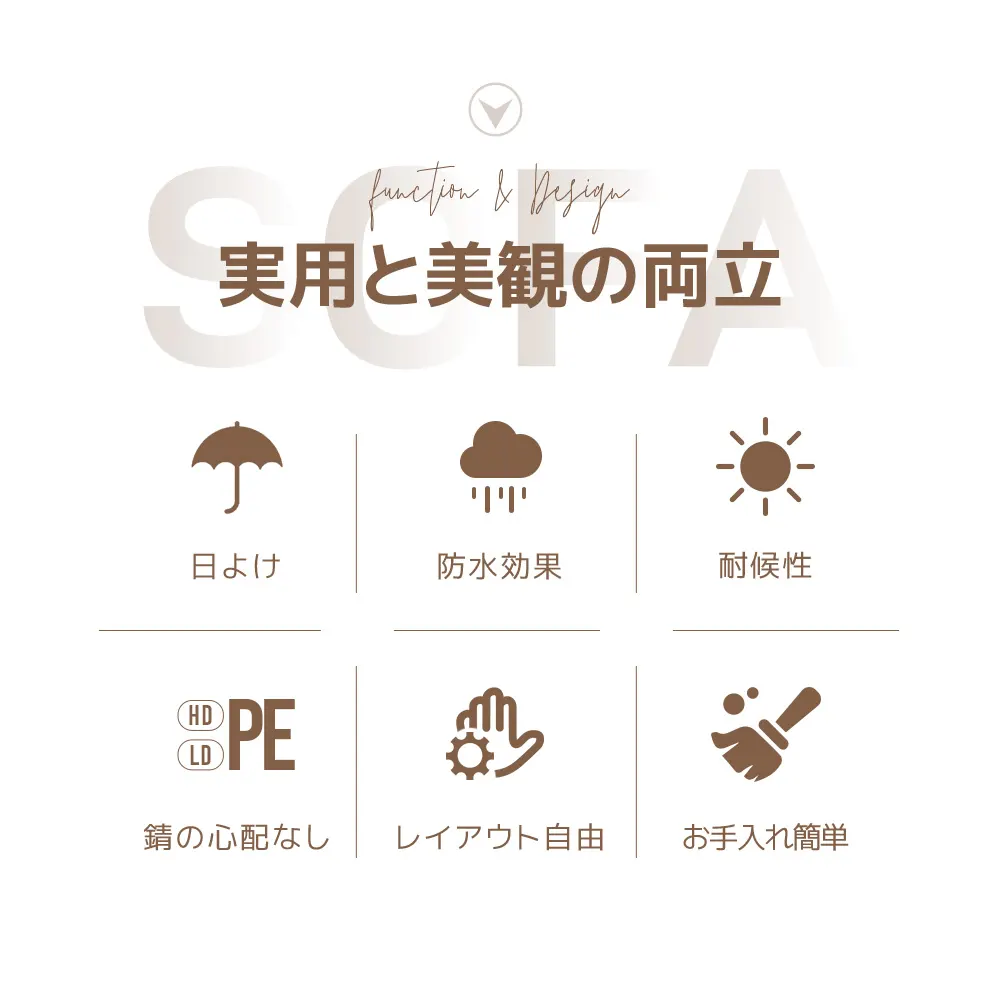 SOFA
function & Design
実用と美観の両立
日よけ
防水効果
耐候性
HD
LD
PE
錆の心配なし
レイアウト自由
お手入れ簡単